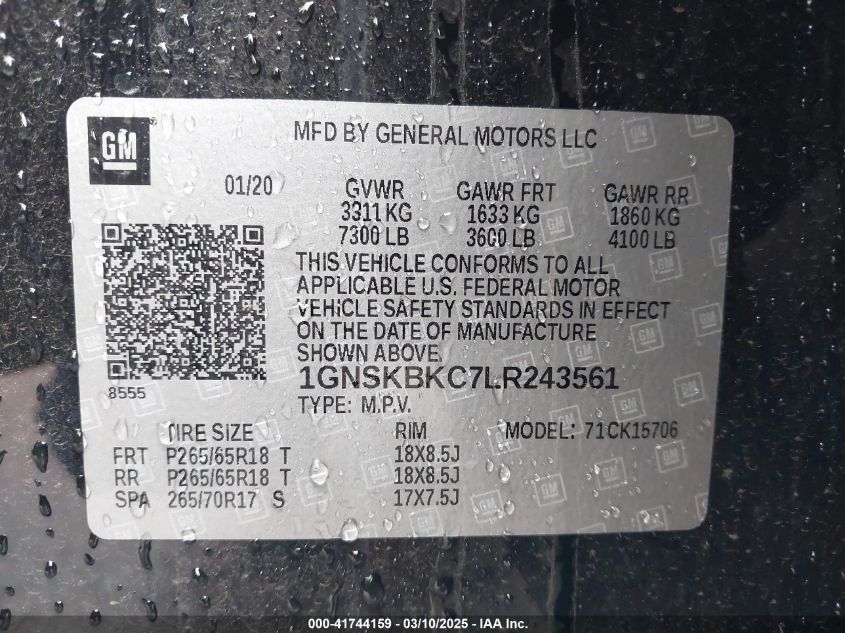 GM
MFD BY GENERAL MOTORS LLC
01/20 GVWR GAWR FRT GAWR RR
3311 KG 1633 KG 1860 KG
7300 LB 3600 LB 4100 LB
THIS VEHICLE CONFORMS TO ALL
APPLICABLE U.S. FEDERAL MOTOR
VEHICLE SAFETY STANDARDS IN EFFECT
ON THE DATE OF MANUFACTURE
SHOWN ABOVE.
8555
1GNSKBKC7LR243561
TYPE: M.P.V.
TIRE SIZE RIM MODEL: 71CK15706
FRT P265/65R18 T 18X8.5J
RR P265/65R18 T 18X8.5J
SPA 265/70R17 S 17X7.5J
000-41744159 — 03/10/2025 — IAA, Inc.